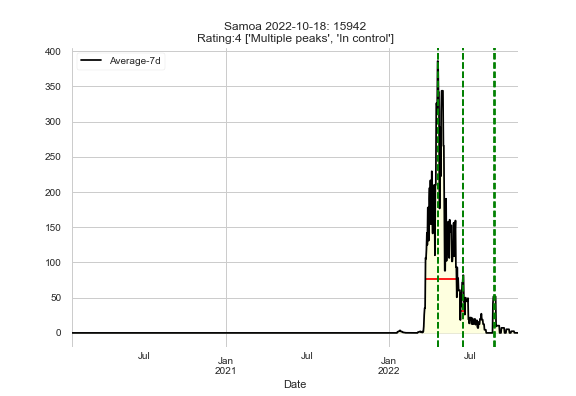 Samoa 2022-10-18: 15942
Rating:4 ['Multiple peaks', 'In control']
Average-7d
400
350
300
250
200
150
100
50
0
Jul
Jan
2021
Jul
Jan
2022
Jul
Date